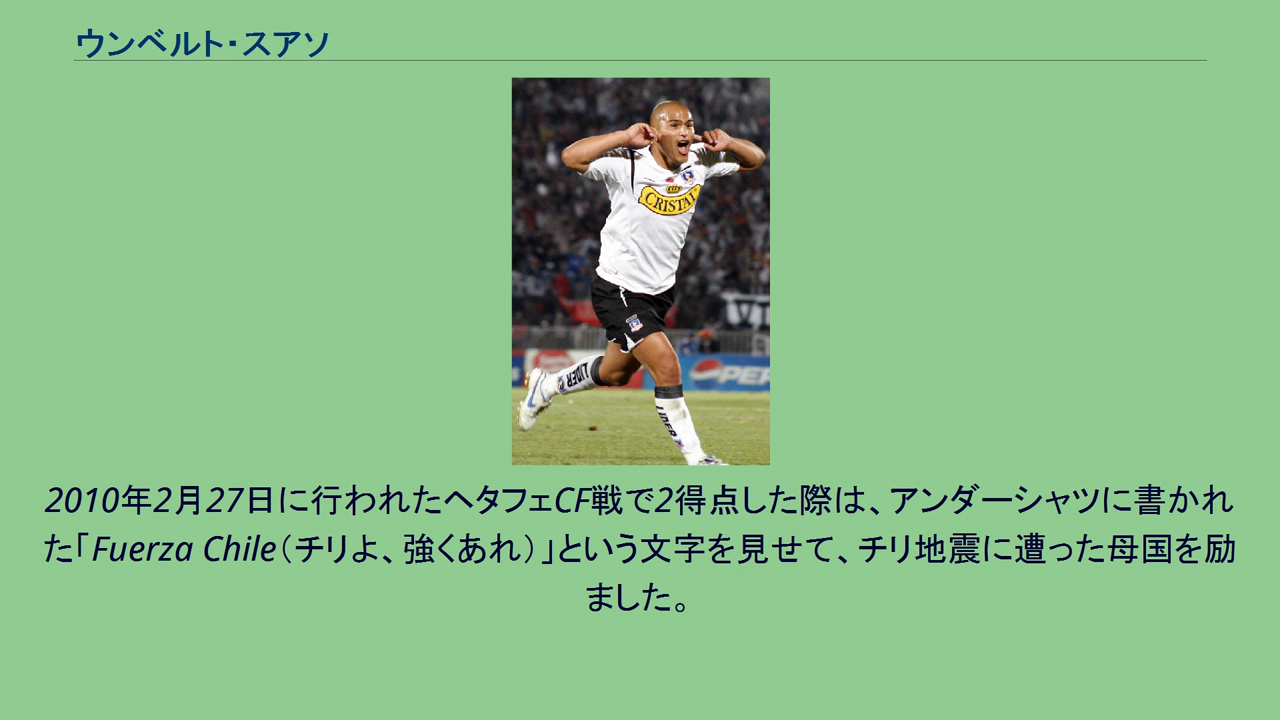 ウンベルト・スアソ
CRISTAL
LIDER
LIDER
PEP
2010年2月27日に行われたヘタフェCF戦で2得点した際は、アンダーシャツに書かれ
た「Fuerza Chile（チリよ、強くあれ）」という文字を見せて、チリ地震に遭った母国を励
ました。